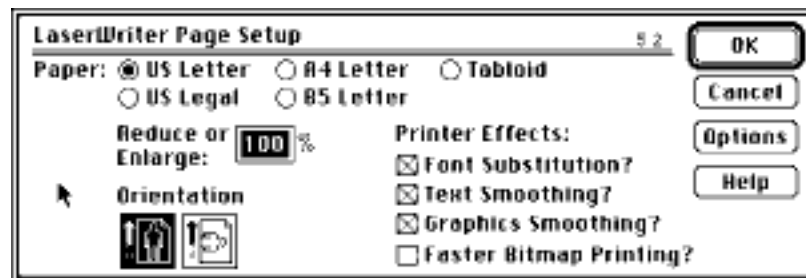 LaserWriter Page Setup 5.2 OK
Paper: US Letter A4 Letter Tabloid
US Legal B5 Letter Cancel
Reduce or Enlarge: 100 % Printer Effects: Options
Font Substitution?
Orientation Text Smoothing? Help
Graphics Smoothing?
Faster Bitmap Printing?